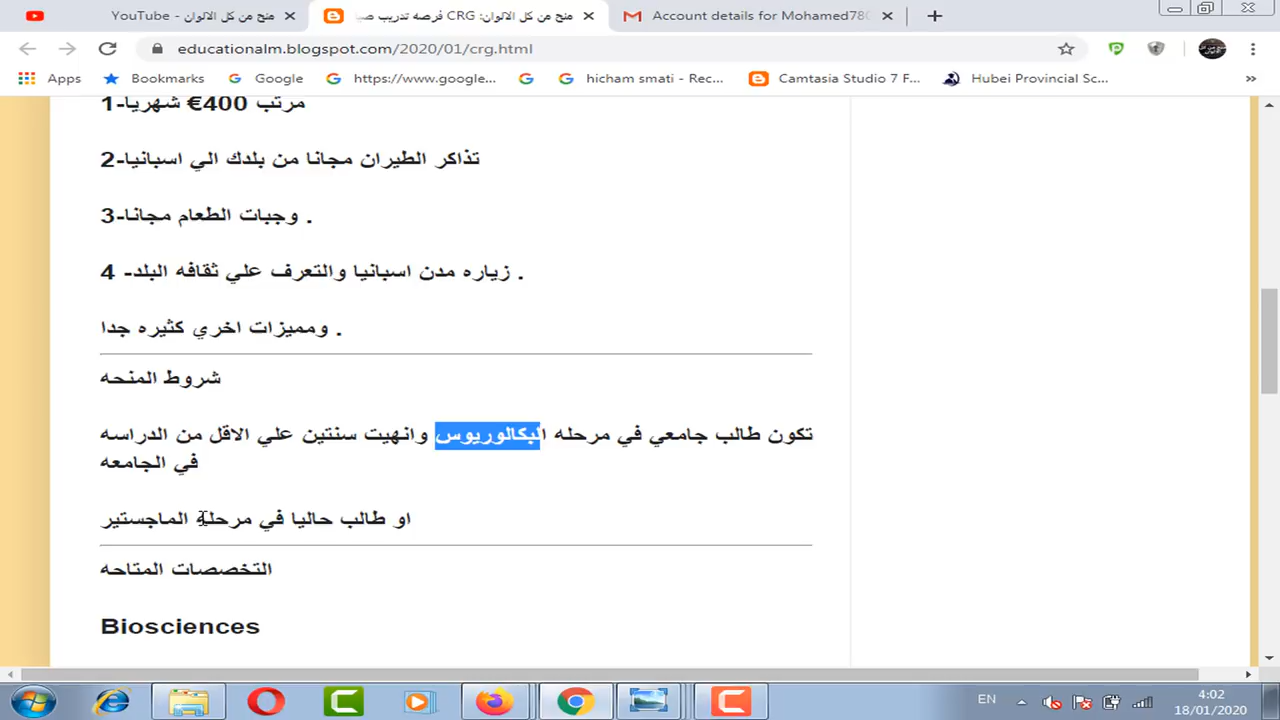 منح من كل الالوان - YouTube
منح من كل الالوان: CRG فرصه تدريب صيا
Account details for Mohamed780
educationalm.blogspot.com/2020/01/crg.html
Apps
Bookmarks
Google
https://www.google...
hicham smati - Rec...
Camtasia Studio 7 F...
Hubei Provincial Sc...
»
1-مرتب 400€ شهريا
2-تذاكر الطيران مجانا من بلدك الي اسبانيا
3-وجبات الطعام مجانا .
4 -زياره مدن اسبانيا والتعرف علي ثقافه البلد .
ومميزات اخري كثيره جدا .
شروط المنحه
تكون طالب جامعي في مرحله البكالوريوس وانهيت سنتين علي الاقل من الدراسه
في الجامعه
او طالب حاليا في مرحلة الماجستير
التخصصات المتاحه
Biosciences
EN
4:02
18/01/2020